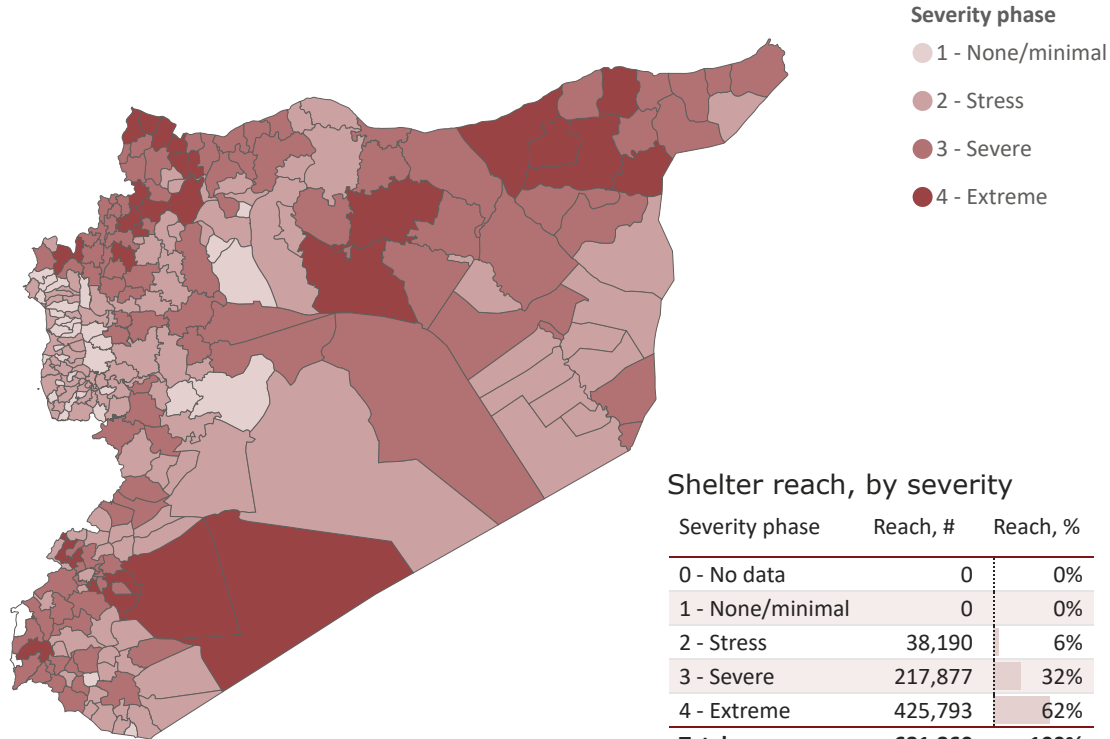 Severity phase
1 - None/minimal
2 - Stress
3 - Severe
4 - Extreme
Shelter reach, by severity
Severity phase Reach, # Reach, %
0 - No data 0 0%
1 - None/minimal 0 0%
2 - Stress 38,190 6%
3 - Severe 217,877 32%
4 - Extreme 425,793 62%